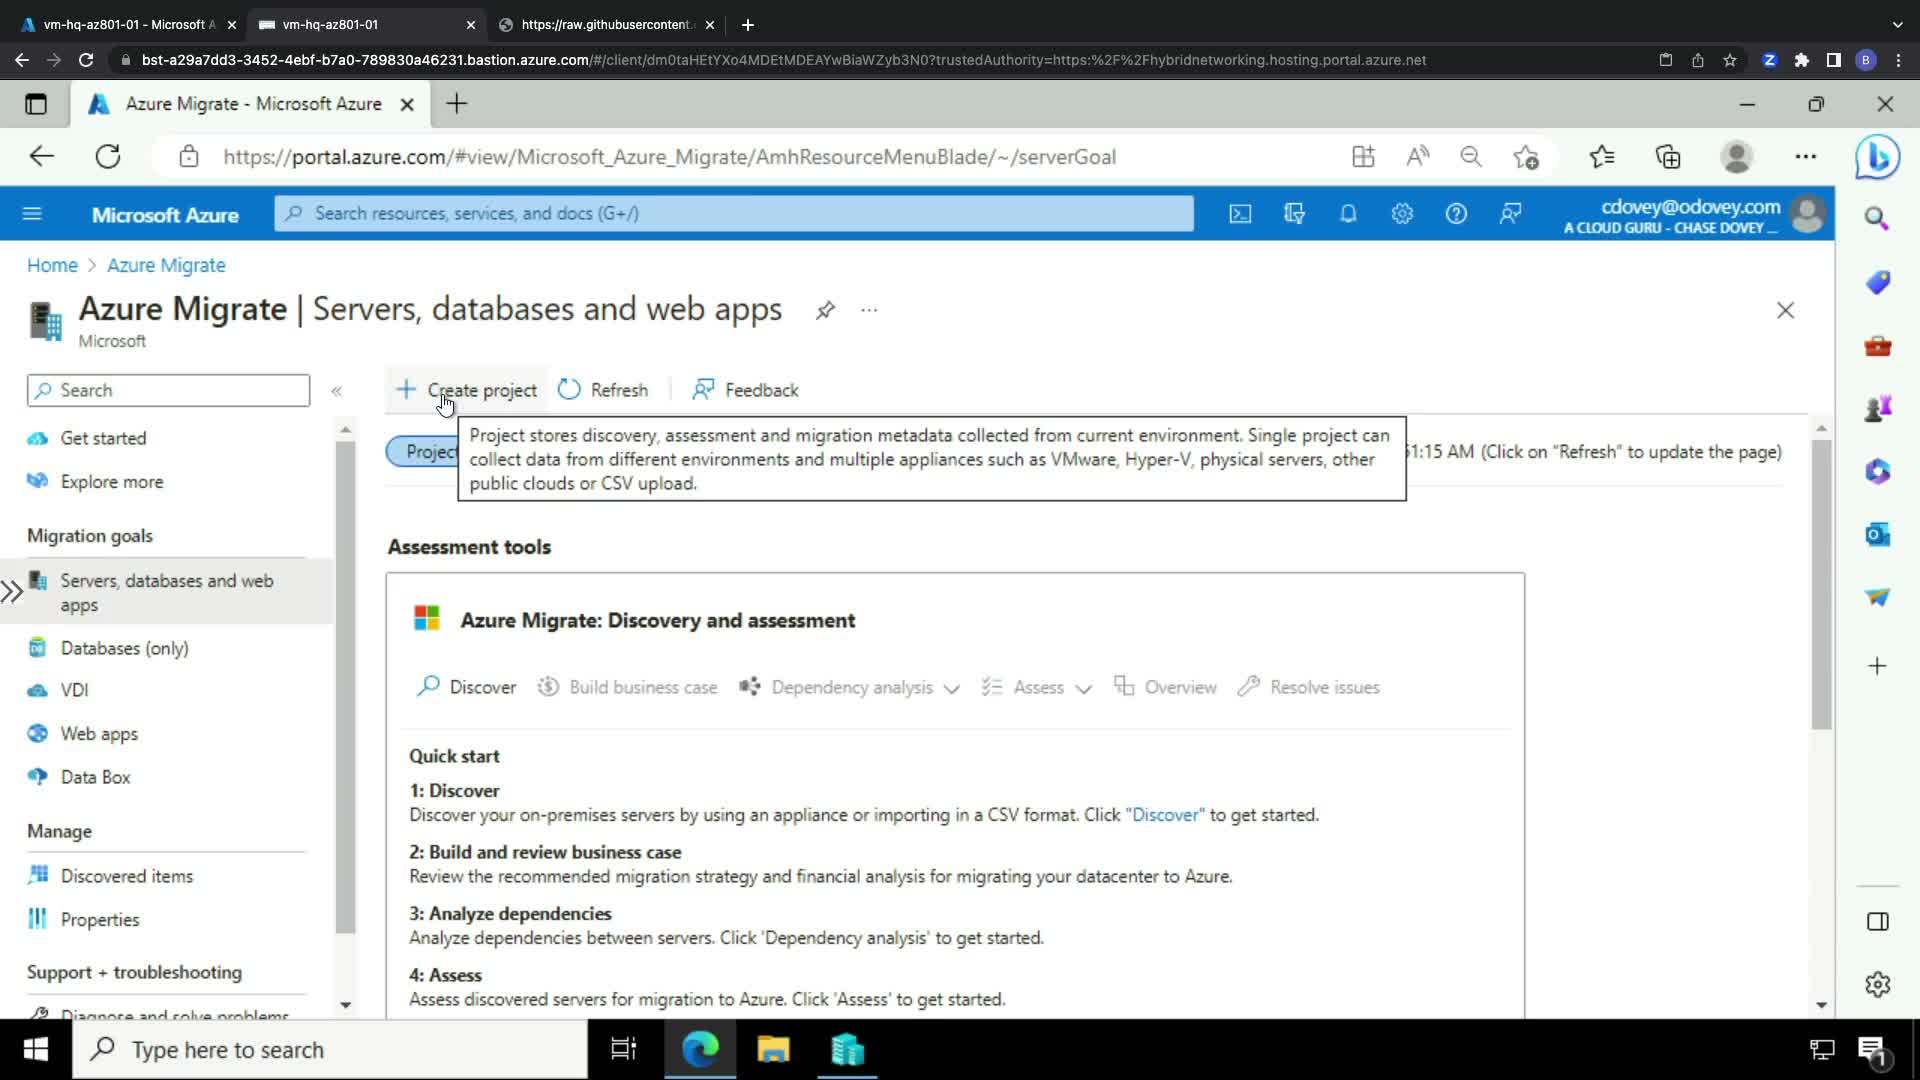 vm-hq-az801-01 - Microsoft A
vm-hq-az801-01
https://raw.githubusercontent.
bst-a29a7dd3-3452-4ebf-b7a0-789830a46231.bastion.azure.com/#/client/dm0taHEtYXo4MDEtMDEAYwBiaWZyb3N0?trustedAuthority=https:%2F%2Fhybridnetworking.hosting.portal.azure.net
Z
B
Azure Migrate - Microsoft Azure
https://portal.azure.com/#view/Microsoft_Azure_Migrate/AmhResourceMenuBlade/~/serverGoal
Microsoft Azure
Search resources, services, and docs (G+/)
cdovey@odovey.com
A CLOUD GURU - CHASE DOVEY ...
Home > Azure Migrate
Azure Migrate | Servers, databases and web apps
Microsoft
Search
Create project
Refresh
Feedback
Project
Project stores discovery, assessment and migration metadata collected from current environment. Single project can
collect data from different environments and multiple appliances such as VMware, Hyper-V, physical servers, other
public clouds or CSV upload.
51:15 AM (Click on "Refresh" to update the page)
Get started
Explore more
Migration goals
Servers, databases and web
apps
Databases (only)
VDI
Web apps
Data Box
Manage
Discovered items
Properties
Support + troubleshooting
Diagnose and solve problems
Assessment tools
Azure Migrate: Discovery and assessment
Discover
Build business case
Dependency analysis
Assess
Overview
Resolve issues
Quick start
1: Discover
Discover your on-premises servers by using an appliance or importing in a CSV format. Click "Discover" to get started.
2: Build and review business case
Review the recommended migration strategy and financial analysis for migrating your datacenter to Azure.
3: Analyze dependencies
Analyze dependencies between servers. Click 'Dependency analysis' to get started.
4: Assess
Assess discovered servers for migration to Azure. Click 'Assess' to get started.
Type here to search
1